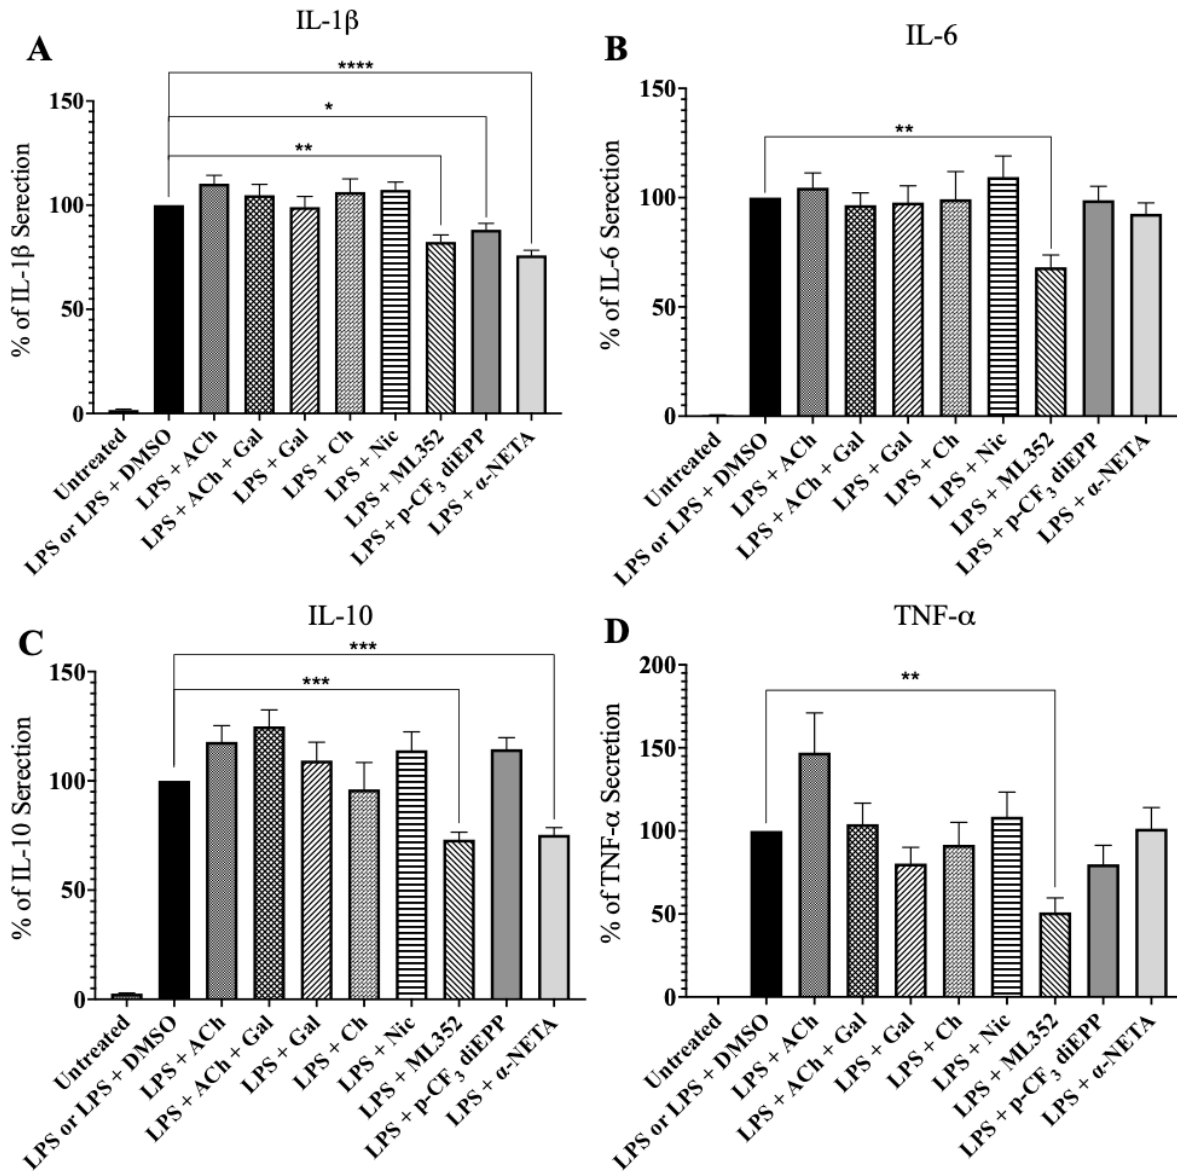 A
IL-1β
****
*
**
% of IL-1β Serection
150
100
50
0
Untreated
LPS or LPS + DMSO
LPS + ACh
LPS + ACh + Gal
LPS + Gal
LPS + Ch
LPS + Nic
LPS + ML352
LPS + p-CF₃ diEPP
LPS + α-NETA
B
IL-6
**
% of IL-6 Serection
150
100
50
0
Untreated
LPS or LPS + DMSO
LPS + ACh
LPS + ACh + Gal
LPS + Gal
LPS + Ch
LPS + Nic
LPS + ML352
LPS + p-CF₃ diEPP
LPS + α-NETA
C
IL-10
***
***
% of IL-10 Serection
150
100
50
0
Untreated
LPS or LPS + DMSO
LPS + ACh
LPS + ACh + Gal
LPS + Gal
LPS + Ch
LPS + Nic
LPS + ML352
LPS + p-CF₃ diEPP
LPS + α-NETA
D
TNF-α
**
% of TNF-α Secretion
200
150
100
50
0
Untreated
LPS or LPS + DMSO
LPS + ACh
LPS + ACh + Gal
LPS + Gal
LPS + Ch
LPS + Nic
LPS + ML352
LPS + p-CF₃ diEPP
LPS + α-NETA